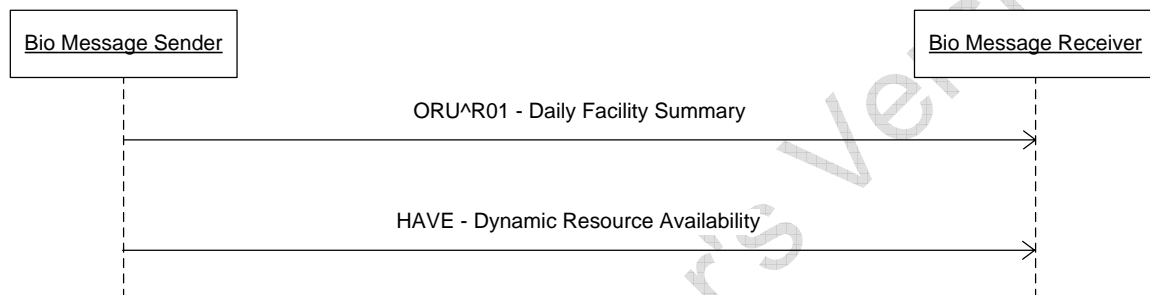 Bio Message Sender
Bio Message Receiver
ORU^R01 - Daily Facility Summary
HAVE - Dynamic Resource Availability